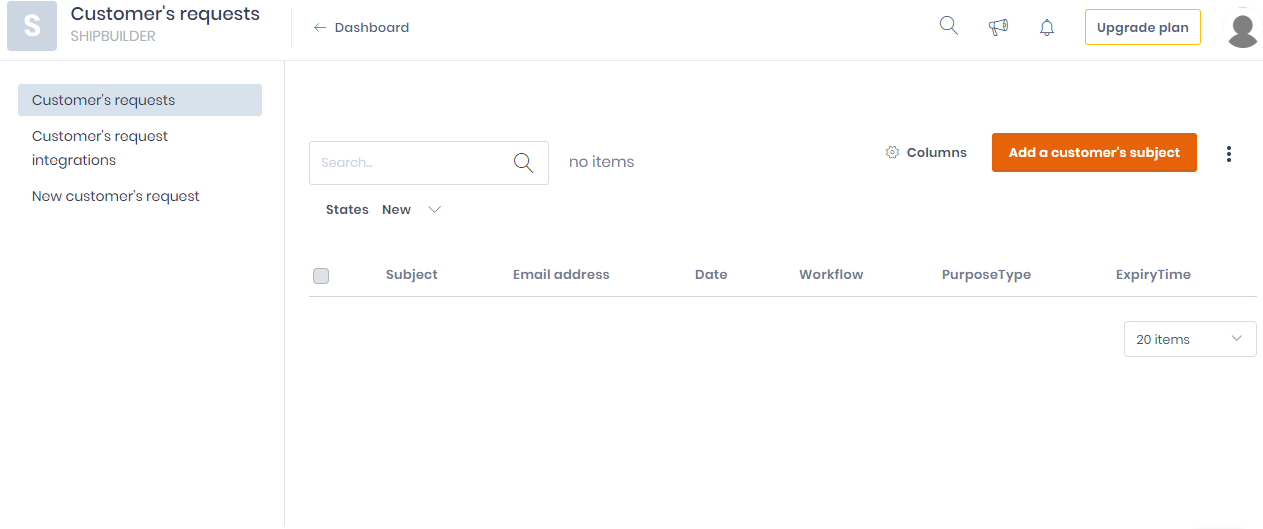 S
Customer's requests
SHIPBUILDER
Dashboard
Upgrade plan
Customer's requests
Customer's request
integrations
New customer's request
Search...
no items
Columns
Add a customer's subject
States New
Subject Email address Date Workflow PurposeType ExpiryTime
20 items